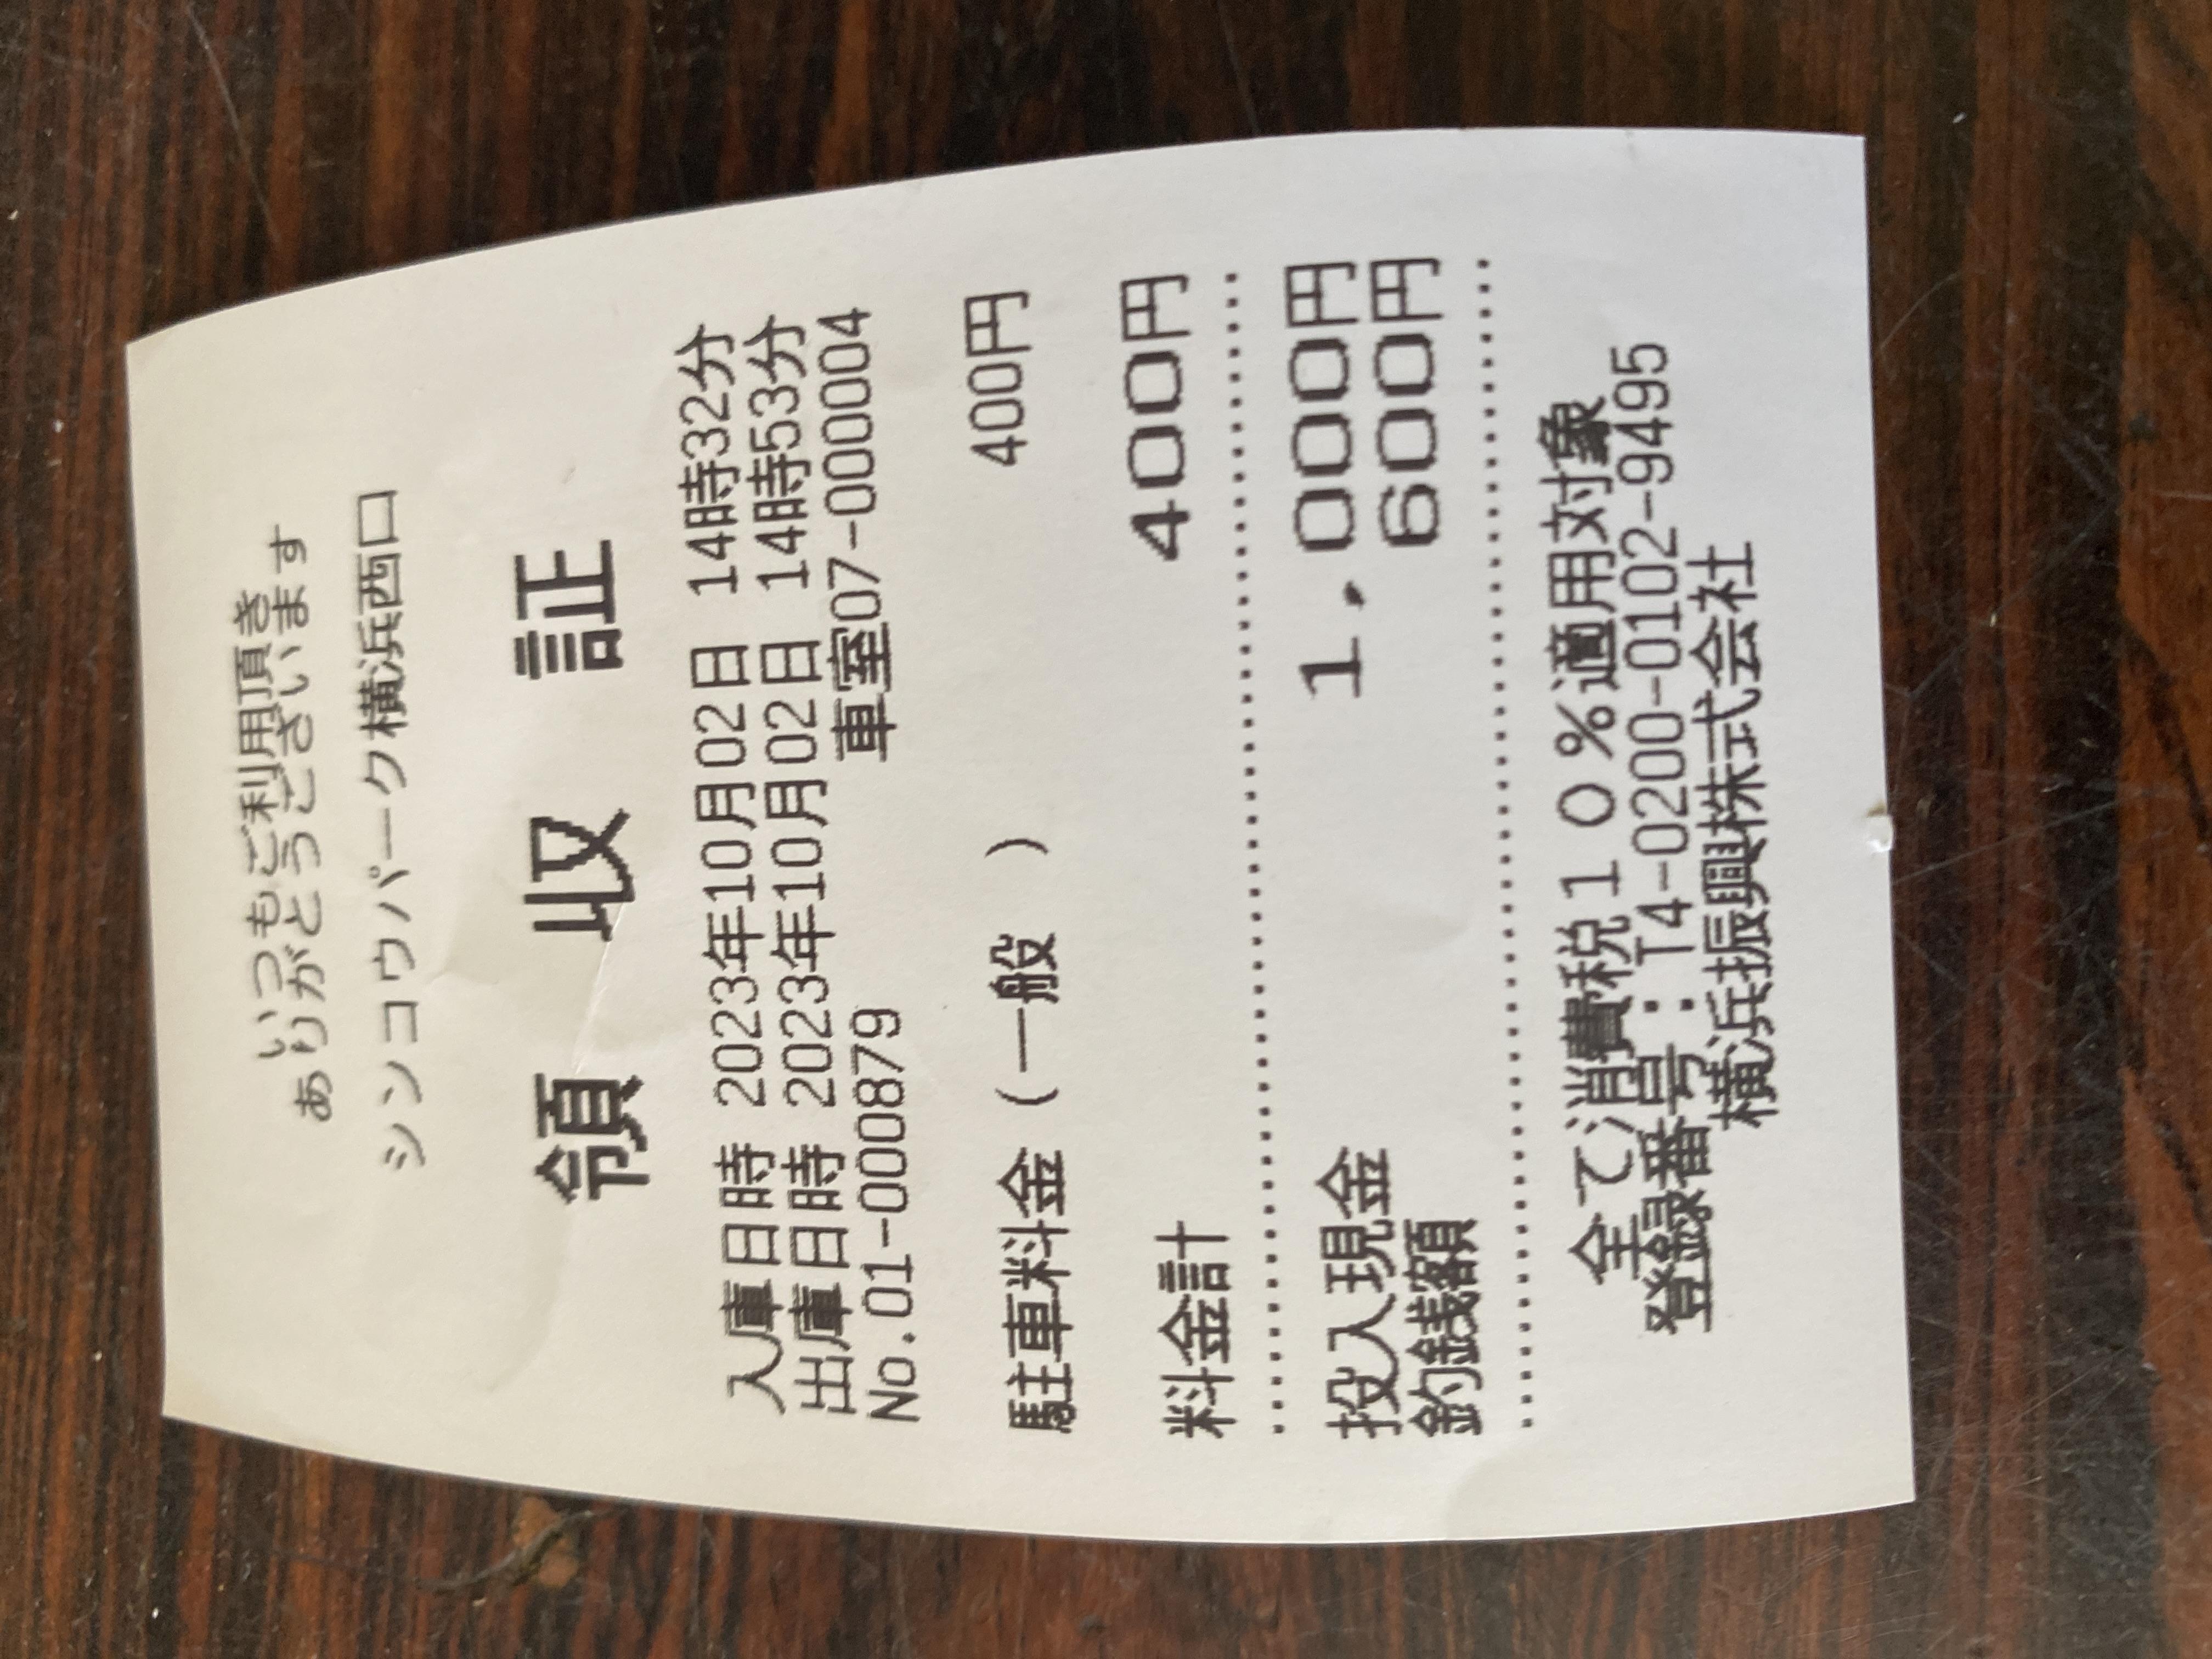 いつもご利用頂き
ありがとうございます
シンコウパーク横浜西口
領 収 証
入庫日時 2023年10月02日 14時32分
出庫日時 2023年10月02日 14時53分
No.01-000879 車室07-000004
駐車料金 (一般 ) 400円
料金計 400円
投入現金 1,000円
釣銭額 600円
全て消費税10%適用対象
登録番号:T4-0200-0102-9495
横浜振興株式会社